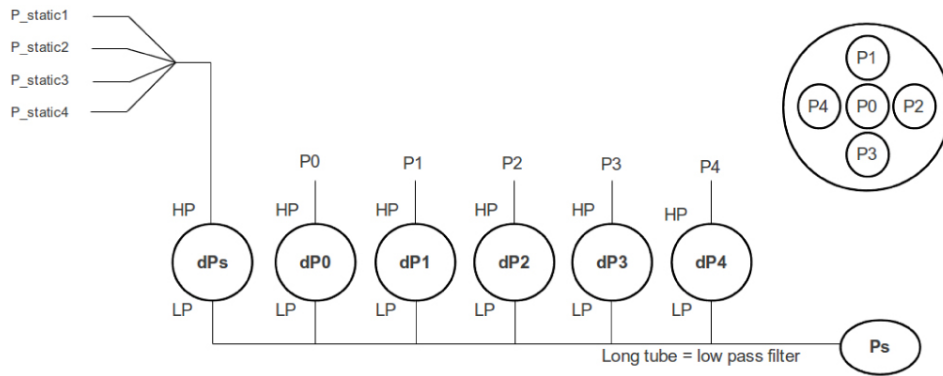 P_static1
P_static2
P_static3
P_static4
P1
P4 P0 P2
P3
P0 P1 P2 P3 P4
HP HP HP HP HP HP
dPs dP0 dP1 dP2 dP3 dP4
LP LP LP LP LP LP
Long tube = low pass filter
Ps